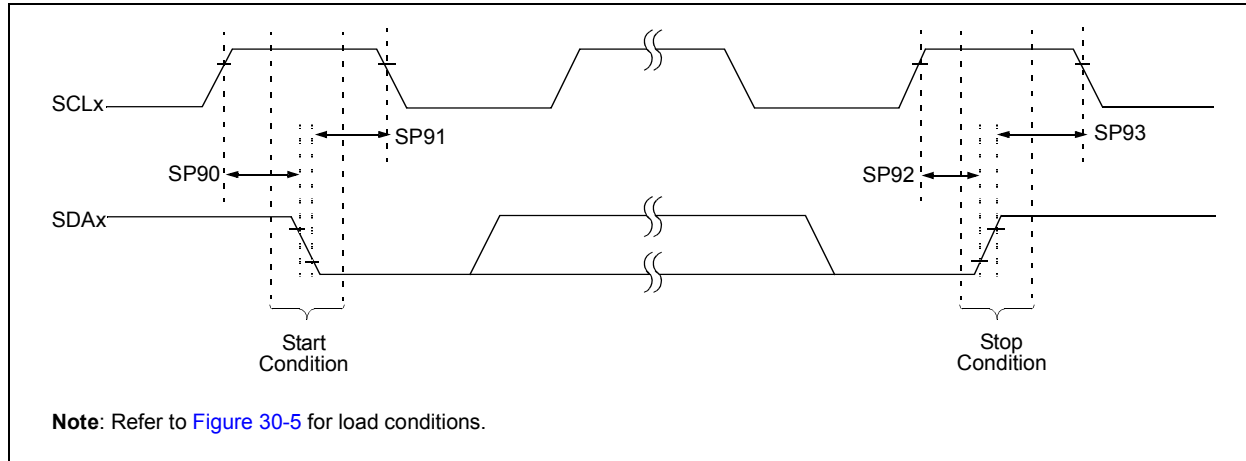 SCLx
SP91
SP93
SP90
SP92
SDAx
Start
Condition
Stop
Condition
Note: Refer to Figure 30-5 for load conditions.